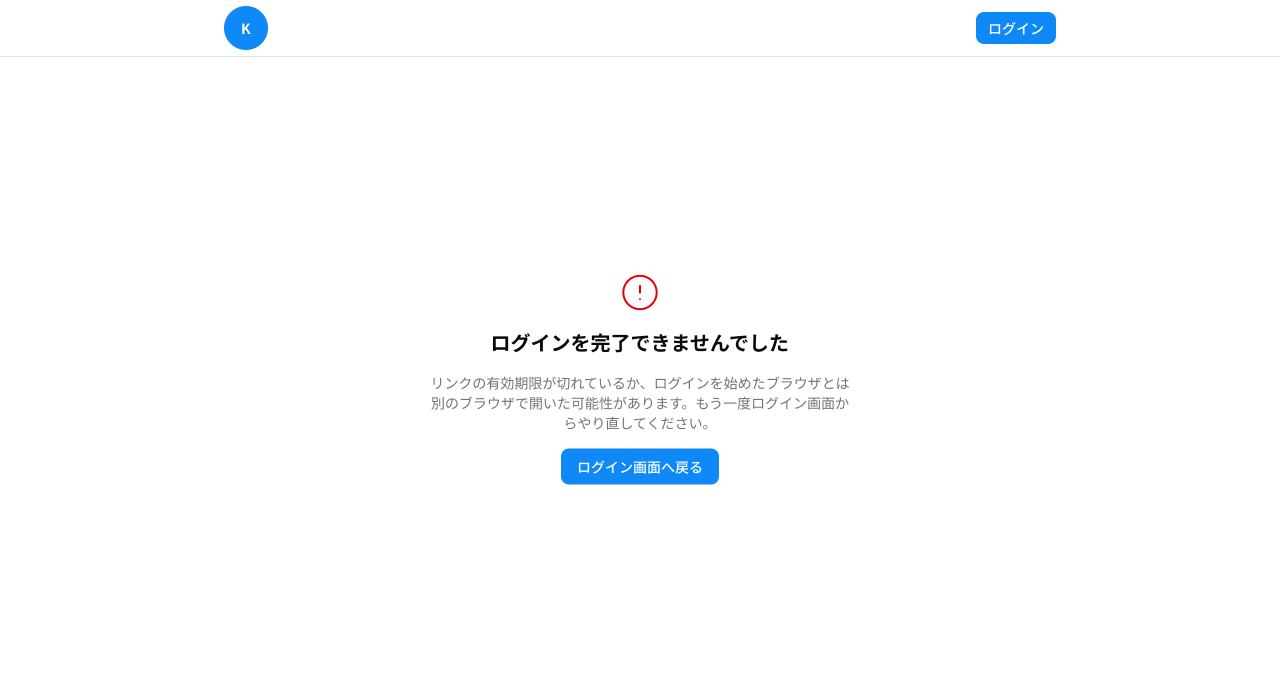 K
ログイン
ログインを完了できませんでした
リンクの有効期限が切れているか、ログインを始めたブラウザとは
別のブラウザで開いた可能性があります。もう一度ログイン画面か
らやり直してください。
ログイン画面へ戻る